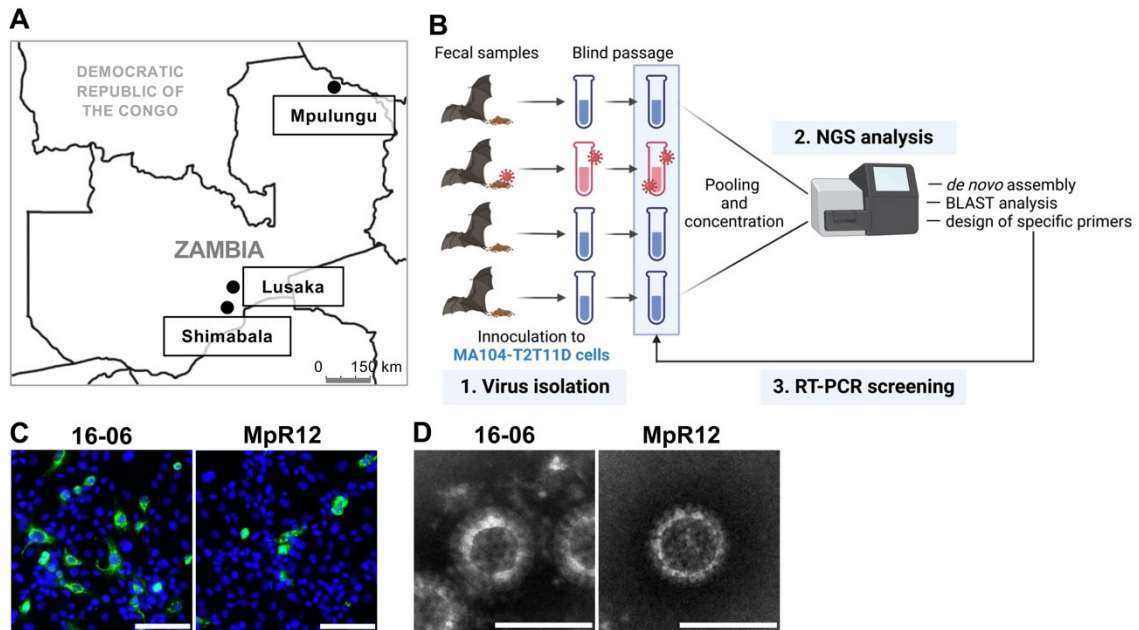 A
DEMOCRATIC
REPUBLIC OF
THE CONGO
Mpulungu
ZAMBIA
Lusaka
Shimabala
0 150 km
B
Fecal samples
Blind passage
Pooling
and
concentration
2. NGS analysis
de novo assembly
BLAST analysis
design of specific primers
Innoculation to
MA104-T2T11D cells
1. Virus isolation
3. RT-PCR screening
C
16-06
MpR12
D
16-06
MpR12